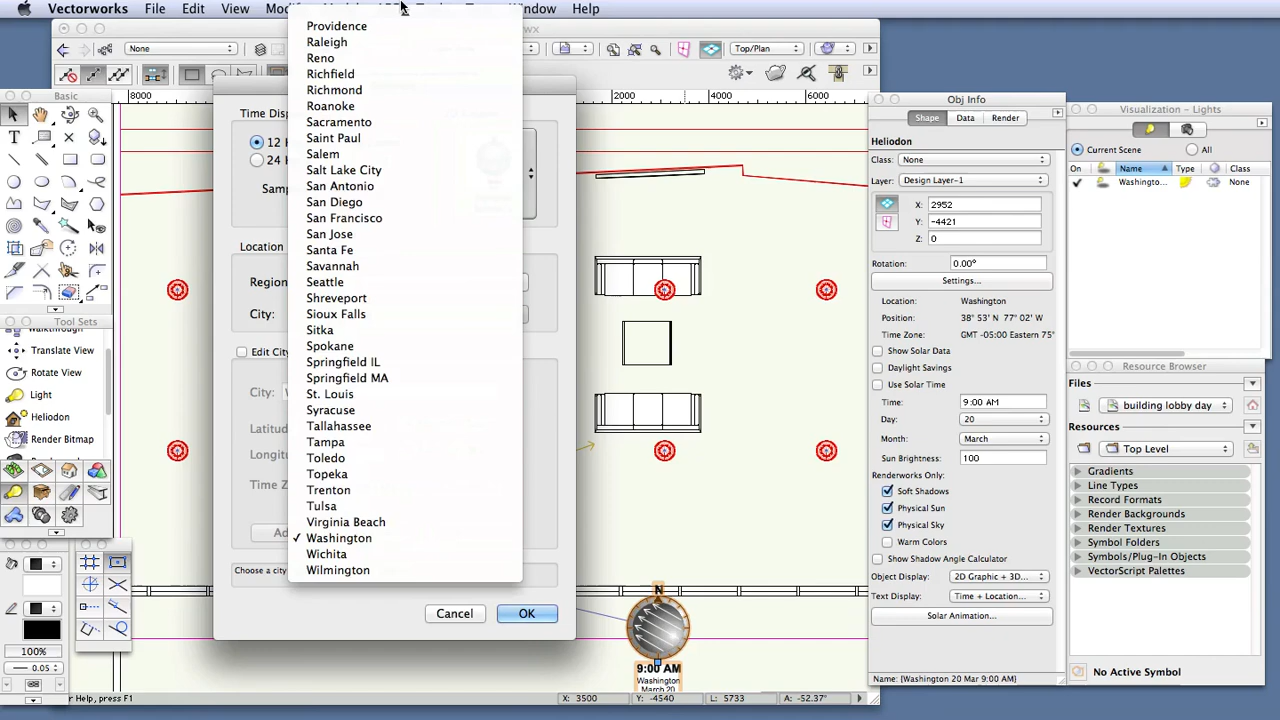 Vectorworks File Edit View Window Help
None
Top/Plan
Basic
8000
2000
4000
6000
Time Disp
12 H
24 H
Sam
Location
Region
City:
Edit City
City:
Latitud
Longit
Time Z
Ad
Choose a city
Cancel
OK
Providence
Raleigh
Reno
Richfield
Richmond
Roanoke
Sacramento
Saint Paul
Salem
Salt Lake City
San Antonio
San Diego
San Francisco
San Jose
Santa Fe
Savannah
Seattle
Shreveport
Sioux Falls
Sitka
Spokane
Springfield IL
Springfield MA
St. Louis
Syracuse
Tallahassee
Tampa
Toledo
Topeka
Trenton
Tulsa
Virginia Beach
Washington
Wichita
Wilmington
Tool Sets
Translate View
Rotate View
Light
Heliodon
Render Bitmap
100%
0.05
r Help, press F1
N
9:00 AM
Washington
March 20
X: 3500
Y: -4540
L: 5733
A: -52.37°
Obj Info
Shape Data Render
Heliodon
Class: None
Layer: Design Layer-1
X: 2952
Y: -4421
Z: 0
Rotation: 0.00°
Settings...
Location: Washington
Position: 38° 53' N 77° 02' W
Time Zone: GMT -05:00 Eastern 75°
Show Solar Data
Daylight Savings
Use Solar Time
Time: 9:00 AM
Day: 20
Month: March
Sun Brightness: 100
Renderworks Only:
Soft Shadows
Physical Sun
Physical Sky
Warm Colors
Show Shadow Angle Calculator
Object Display: 2D Graphic + 3D...
Text Display: Time + Location...
Solar Animation...
Name: [Washington 20 Mar 9:00 AM]
Visualization - Lights
Current Scene All
On Name Type Class
Washingto... None
Resource Browser
Files
building lobby day
Resources
Top Level
Gradients
Line Types
Record Formats
Render Backgrounds
Render Textures
Symbol Folders
Symbols/Plug-In Objects
VectorScript Palettes
No Active Symbol